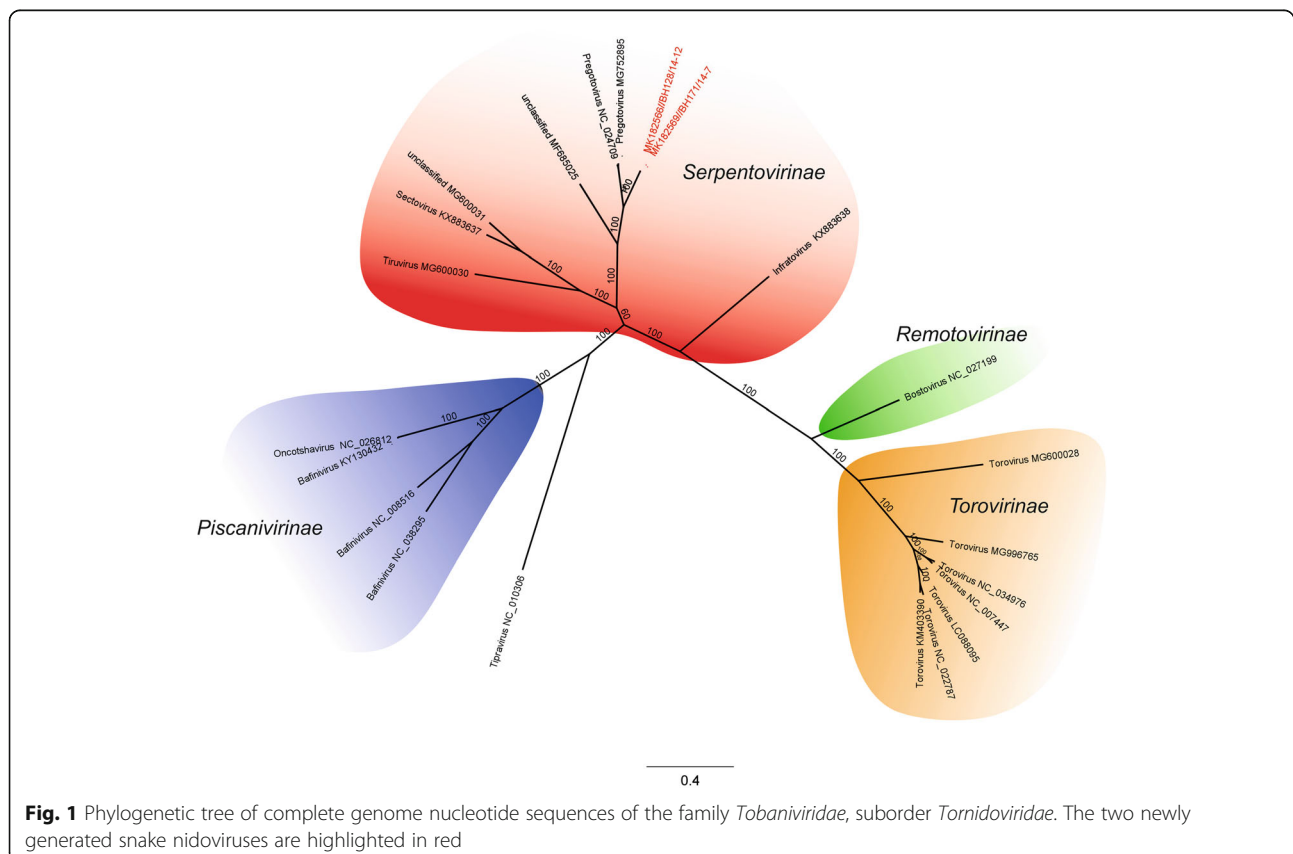 Pregotovirus MG752895
Pregotovirus NC_024709
MK182566//BH128/14-12
MK182569//BH171/14-7
unclassified MF685025
Serpentovirinae
unclassified MG600031
Sectovirus KX883637
Tiruvirus MG600030
Infratovirus KX883638
100
100
100
100
100
60
100
100
100
Remotovirinae
Bostovirus NC_027199
100
100
Oncotshavirus NC_026812
100
100
Bafinivirus KY130432
Bafinivirus NC_008516
Bafinivirus NC_038295
Piscanivirinae
Tipravirus NC_010306
Torovirus MG600028
Torovirinae
100
Torovirus MG996765
100
100
Torovirus NC_034976
Torovirus NC_007447
Torovirus LC088095
Torovirus NC_022787
Torovirus KM403390
0.4
Fig. 1 Phylogenetic tree of complete genome nucleotide sequences of the family Tobaniviridae, suborder Tornidoviridae. The two newly
generated snake nidoviruses are highlighted in red